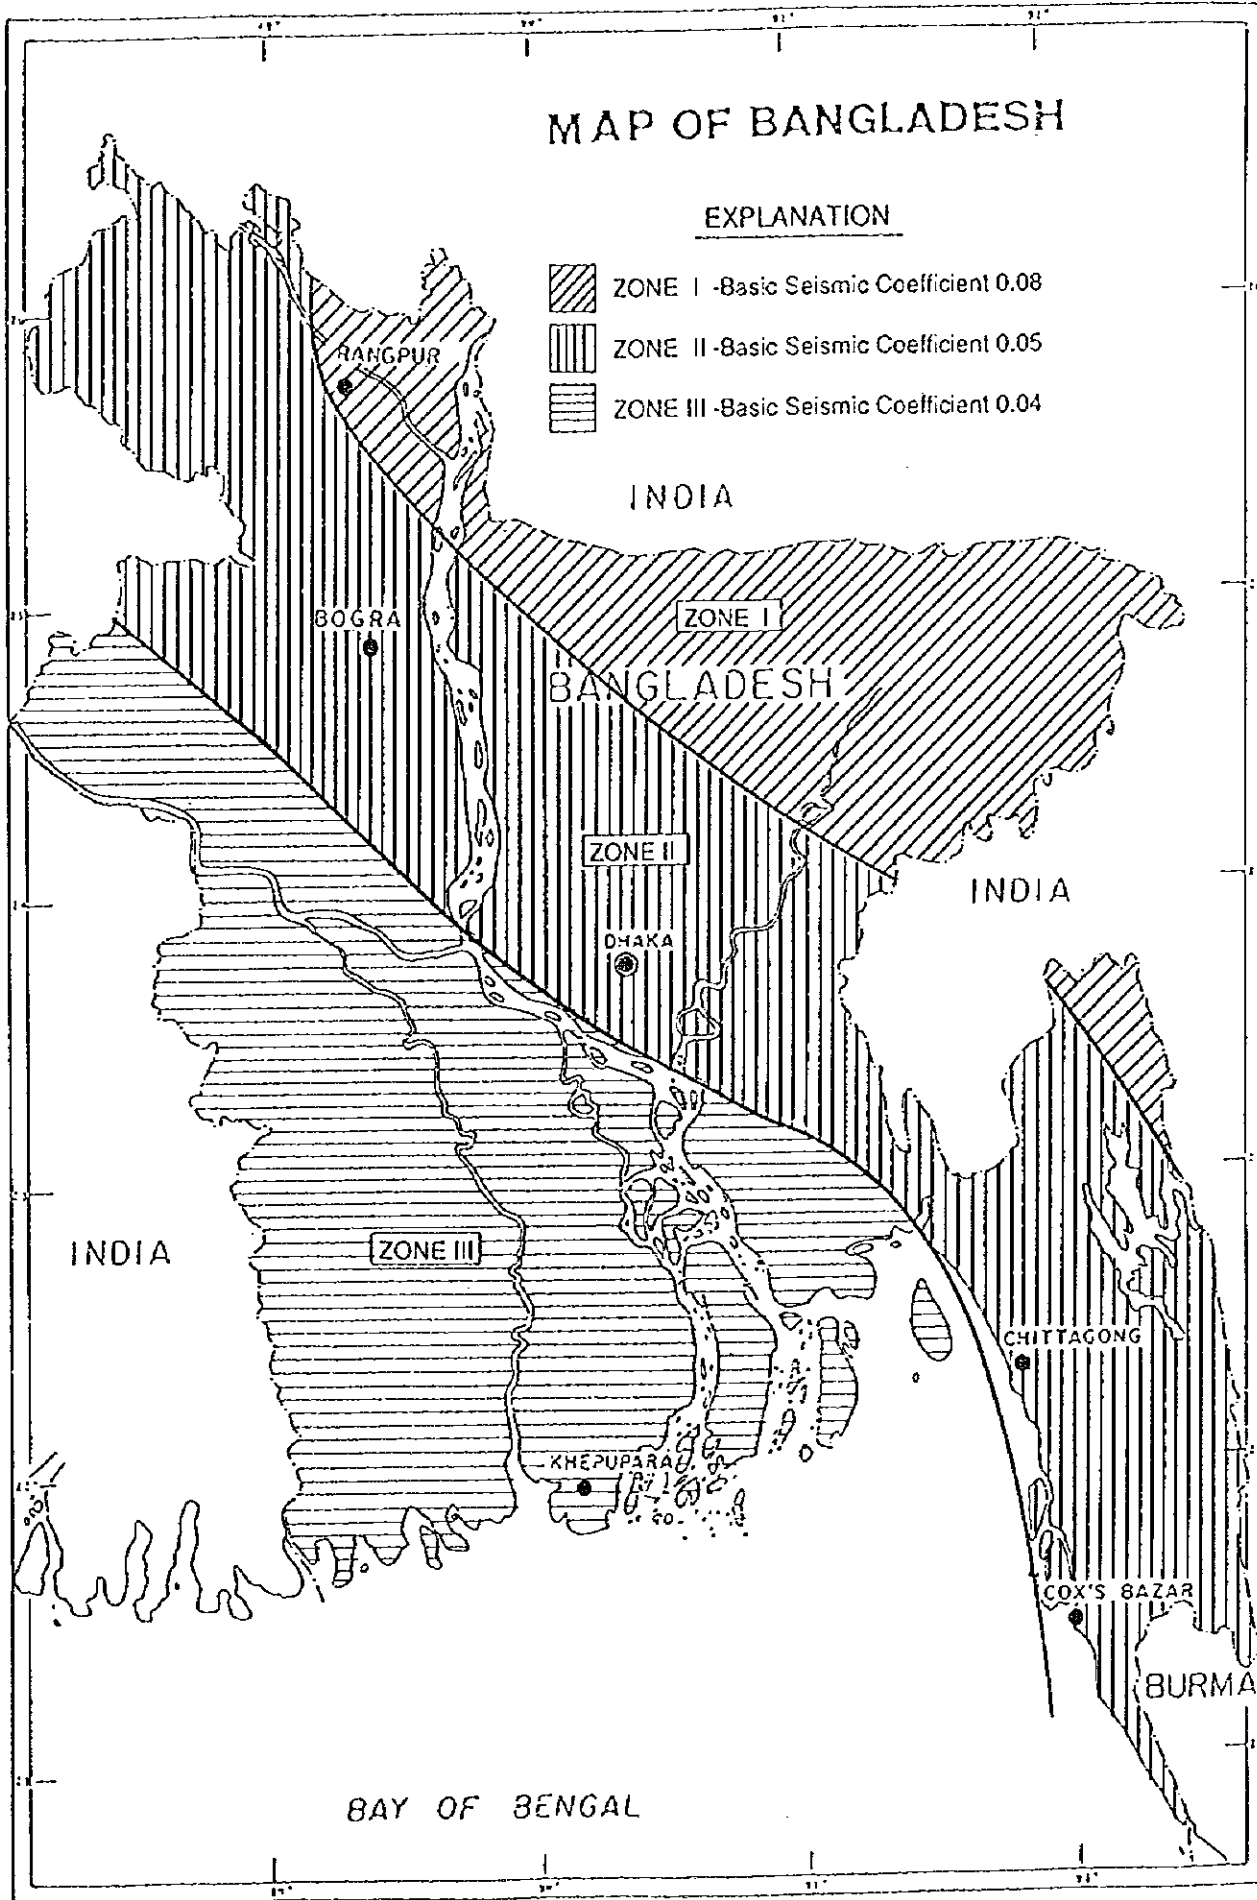 MAP OF BANGLADESH
EXPLANATION
ZONE I -Basic Seismic Coefficient 0.08
ZONE II -Basic Seismic Coefficient 0.05
ZONE III -Basic Seismic Coefficient 0.04
RANGPUR
INDIA
BOGRA
ZONE I
BANGLADESH
ZONE II
INDIA
DHAKA
INDIA
ZONE III
CHITTAGONG
KHEPUPARA
COX'S BAZAR
BURMA
BAY OF BENGAL